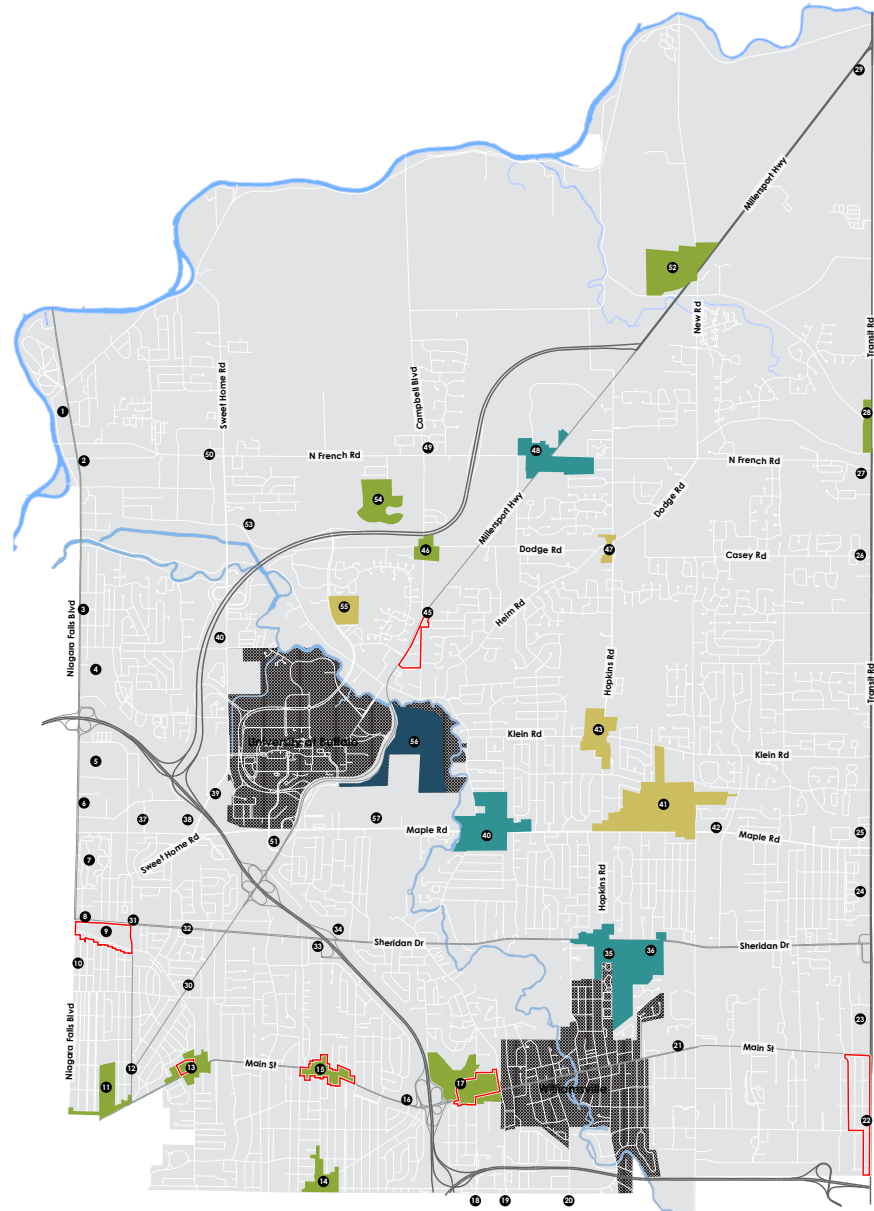 29
Millersport Hwy
52
New Rd
Transit Rd
Sweet Home Rd
Campbell Blvd
1
28
49
50
N French Rd
48
N French Rd
2
27
Dodge Rd
54
Millersport Hwy
53
46
Dodge Rd
47
Casey Rd
26
55
3
45
Heim Rd
40
Niagara Falls Blvd
4
Hopkins Rd
Transit Rd
43
Klein Rd
University at Buffalo
56
Klein Rd
5
39
6
41
57
37
38
Maple Rd
40
42
Maple Rd
25
51
Sweet Home Rd
7
24
Hopkins Rd
8
31
9
32
34
33
Sheridan Dr
35
36
Sheridan Dr
10
30
23
Niagara Falls Blvd
21
Main St
12
13
Main St
15
11
17
Williamsville
16
22
14
18
19
20